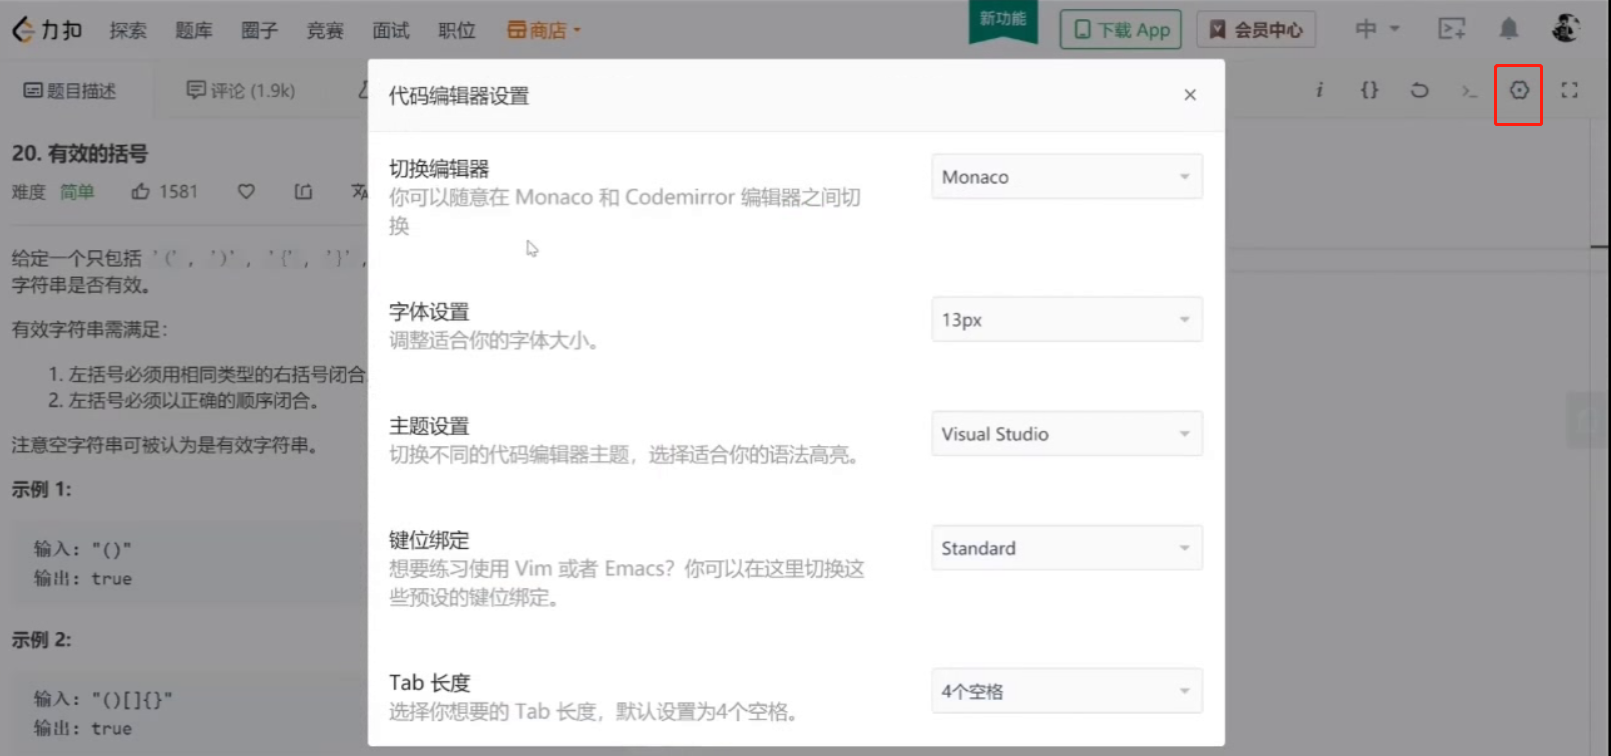 力扣 探索 题库 圈子 竞赛 面试 职位 商店 新功能 下载 App 会员中心 中
题目描述 评论 (1.9k)
20. 有效的括号
难度 简单 1581
给定一个只包括 '(', ')', '{', '}',
字符串是否有效。
有效字符串需满足：
1. 左括号必须用相同类型的右括号闭合
2. 左括号必须以正确的顺序闭合。
注意空字符串可被认为是有效字符串。
示例 1:
输入: "()"
输出: true
示例 2:
输入: "()[]{}"
输出: true
代码编辑器设置
切换编辑器
你可以随意在 Monaco 和 Codemirror 编辑器之间切
换
Monaco
字体设置
调整适合你的字体大小。
13px
主题设置
切换不同的代码编辑器主题，选择适合你的语法高亮。
Visual Studio
键位绑定
想要练习使用 Vim 或者 Emacs？你可以在这里切换这
些预设的键位绑定。
Standard
Tab 长度
选择你想要的 Tab 长度，默认设置为4个空格。
4个空格